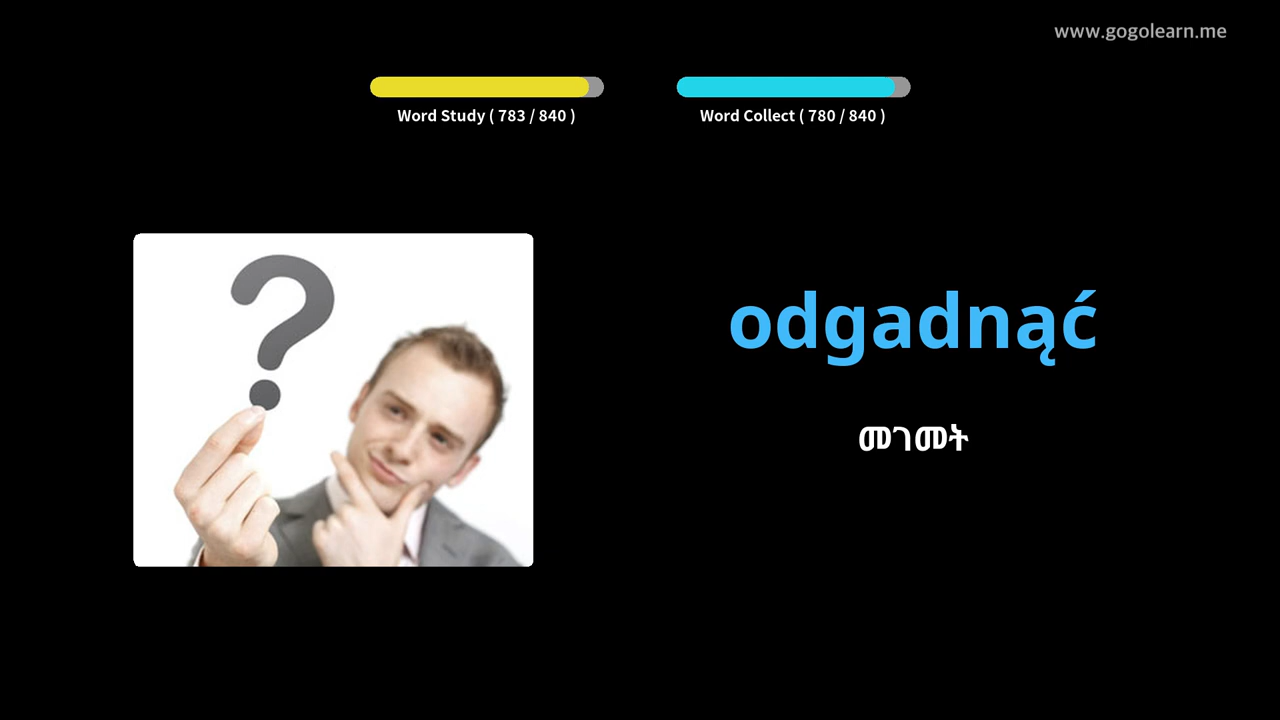 www.gogolearn.me
Word Study ( 783 / 840 )
Word Collect ( 780 / 840 )
?
odgadnąć
መገመት